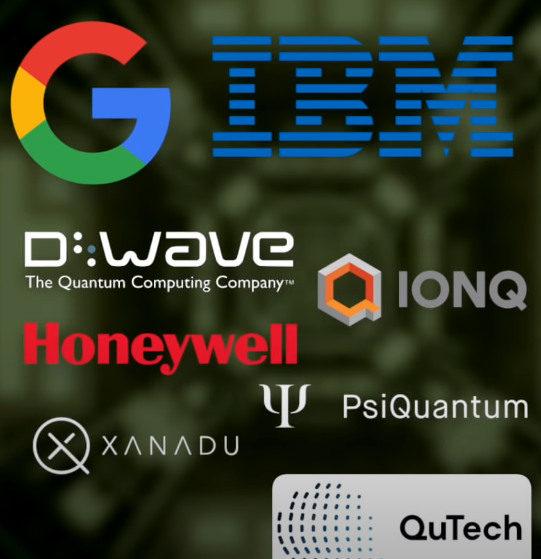 G
IBM
D:wave
The Quantum Computing Company™
IONQ
Honeywell
Ψ PsiQuantum
XANADU
QuTech